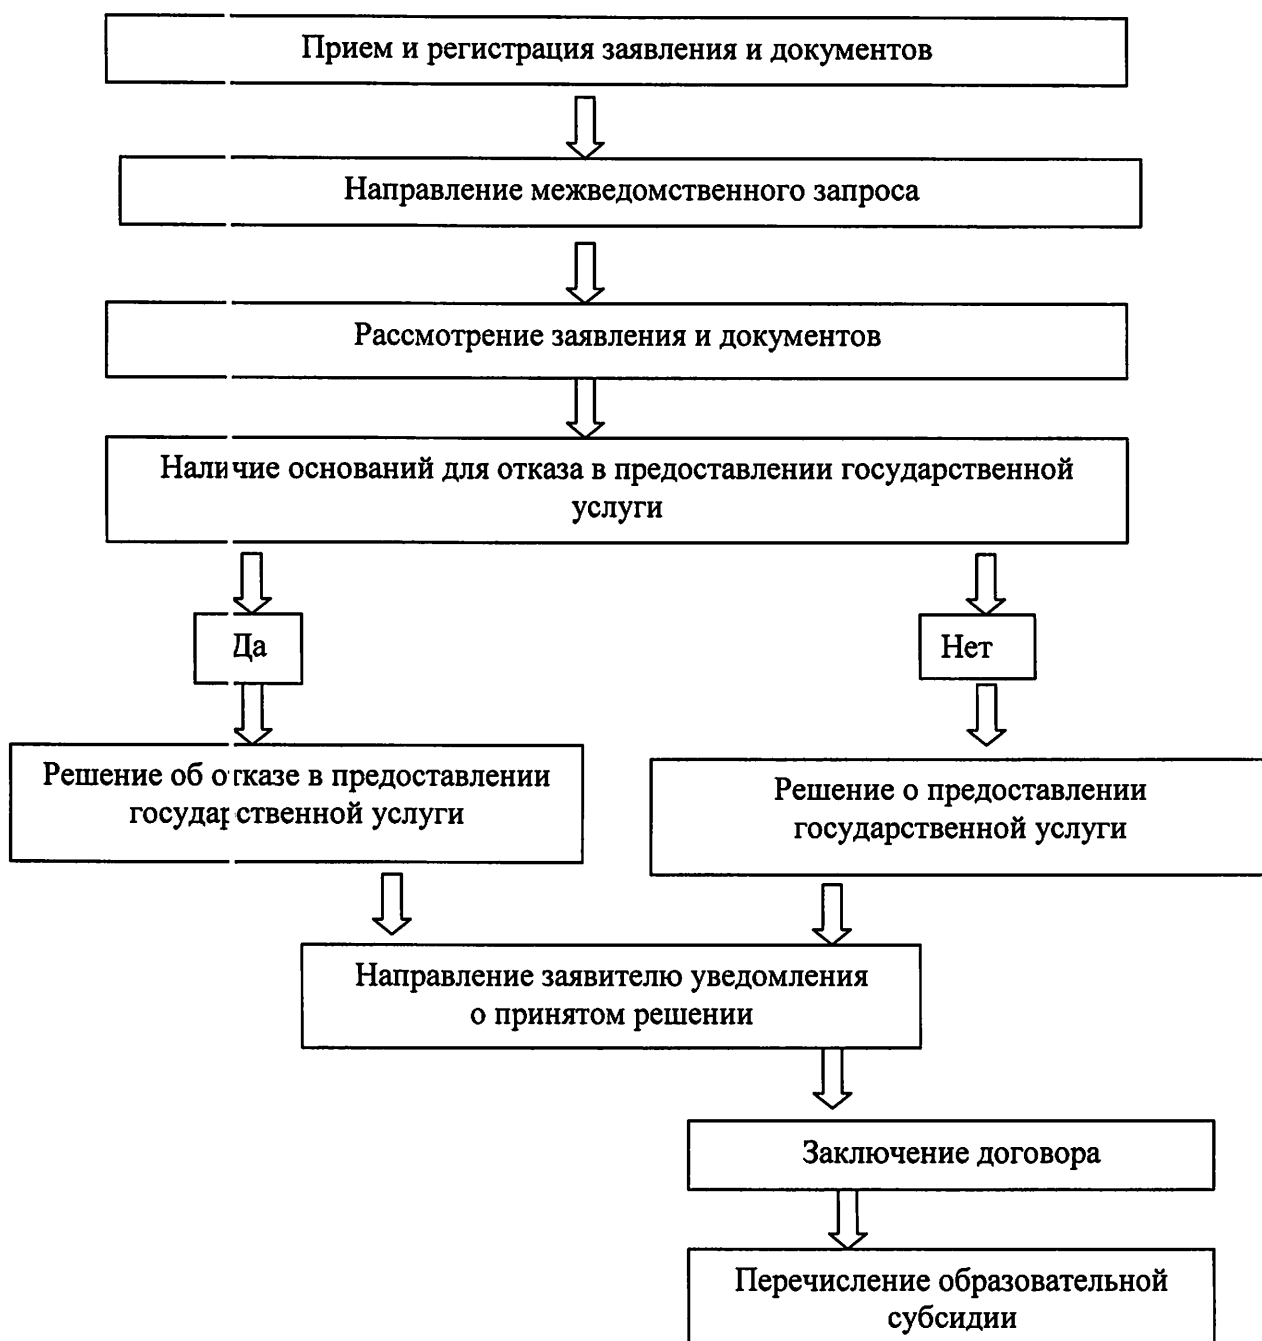 Прием и регистрация заявления и документов
Направление межведомственного запроса
Рассмотрение заявления и документов
Наличие оснований для отказа в предоставлении государственной
услуги
Да
Нет
Решение об отказе в предоставлении
государственной услуги
Решение о предоставлении
государственной услуги
Направление заявителю уведомления
о принятом решении
Заключение договора
Перечисление образовательной
субсидии